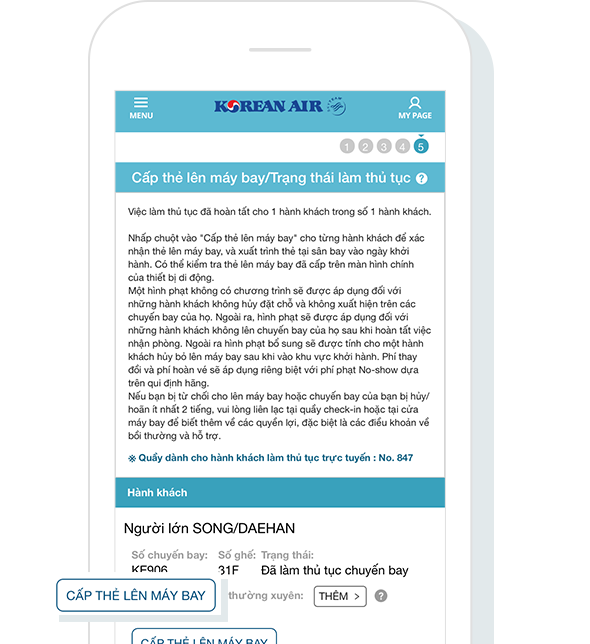 MENU
KOREAN AIR
MY PAGE
1 2 3 4 5
Cấp thẻ lên máy bay/Trạng thái làm thủ tục ?
Việc làm thủ tục đã hoàn tất cho 1 hành khách trong số 1 hành khách.
Nhấp chuột vào "Cấp thẻ lên máy bay" cho từng hành khách để xác
nhận thẻ lên máy bay, và xuất trình thẻ tại sân bay vào ngày khởi
hành. Có thể kiểm tra thẻ lên máy bay đã cấp trên màn hình chính
của thiết bị di động.
Một hình phạt không có chương trình sẽ được áp dụng đối với
những hành khách không hủy đặt chỗ và không xuất hiện trên các
chuyến bay của họ. Ngoài ra, hình phạt sẽ được áp dụng đối với
những hành khách không lên chuyến bay của họ sau khi hoàn tất việc
nhận phòng. Ngoài ra hình phạt bổ sung sẽ được tính cho một hành
khách hủy bỏ lên máy bay sau khi vào khu vực khởi hành. Phí thay
đổi và phí hoàn vé sẽ áp dụng riêng biệt với phí phạt No-show dựa
trên qui định hãng.
Nếu bạn bị từ chối cho lên máy bay hoặc chuyến bay của bạn bị hủy/
hoãn ít nhất 2 tiếng, vui lòng liên lạc tại quầy check-in hoặc tại cửa
máy bay để biết thêm về các quyền lợi, đặc biệt là các điều khoản về
bồi thường và hỗ trợ.
※ Quầy dành cho hành khách làm thủ tục trực tuyến : No. 847
Hành khách
Người lớn SONG/DAEHAN
Số chuyến bay: Số ghế: Trạng thái:
KE906 31F Đã làm thủ tục chuyến bay
thường xuyên: THÊM > ?
CẤP THẺ LÊN MÁY BAY
CẤP THẺ LÊN MÁY BAY